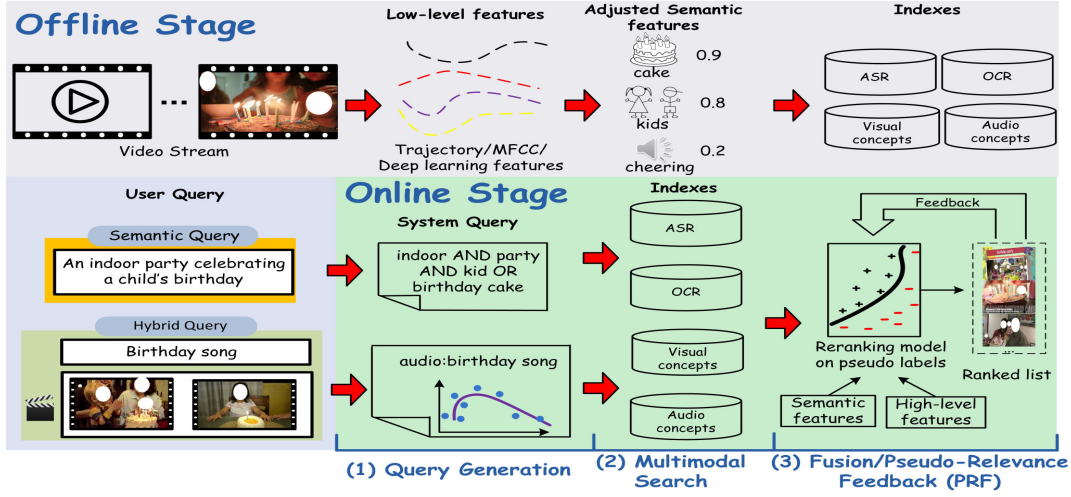 Offline Stage
Low-level features
Adjusted Semantic
features
Indexes
Video Stream
...
Trajectory/MFCC/
Deep learning features
cake 0.9
kids 0.8
cheering 0.2
ASR
OCR
Visual
concepts
Audio
concepts
User Query
Semantic Query
An indoor party celebrating
a child's birthday
Hybrid Query
Birthday song
Online Stage
System Query
indoor AND party
AND kid OR
birthday cake
audio:birthday song
Indexes
ASR
OCR
Visual
concepts
Audio
concepts
Feedback
Reranking model
on pseudo labels
Ranked list
Semantic
features
High-level
features
(1) Query Generation
(2) Multimodal
Search
(3) Fusion/Pseudo-Relevance
Feedback (PRF)